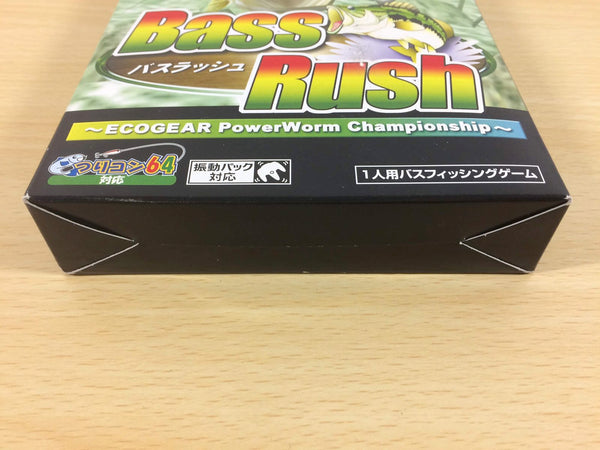 Bass
バスラッシュ
Rush
～ECOGEAR PowerWorm Championship～
つりコン64
対応
振動パック
対応
1人用バスフィッシングゲーム